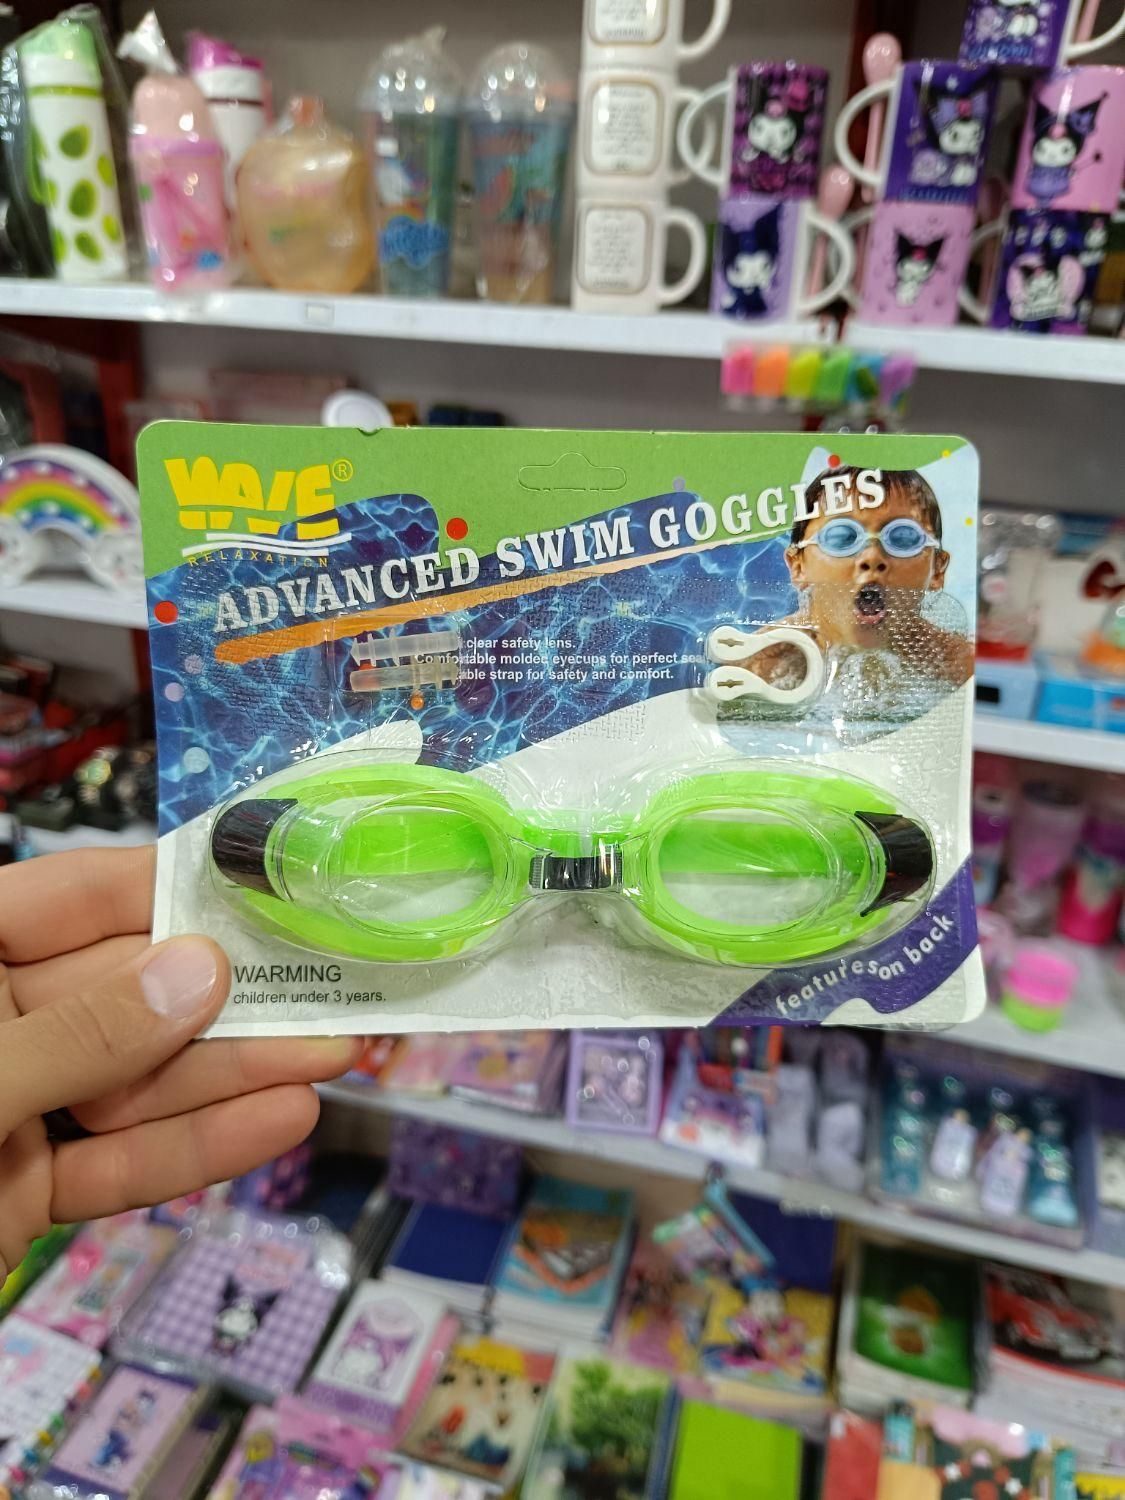 WAVE®
RELAXATION
ADVANCED SWIM GOGGLES
clear safety lens.
Comfortable molded eyecups for perfect sea
able strap for safety and comfort.
WARMING
children under 3 years.
features on back